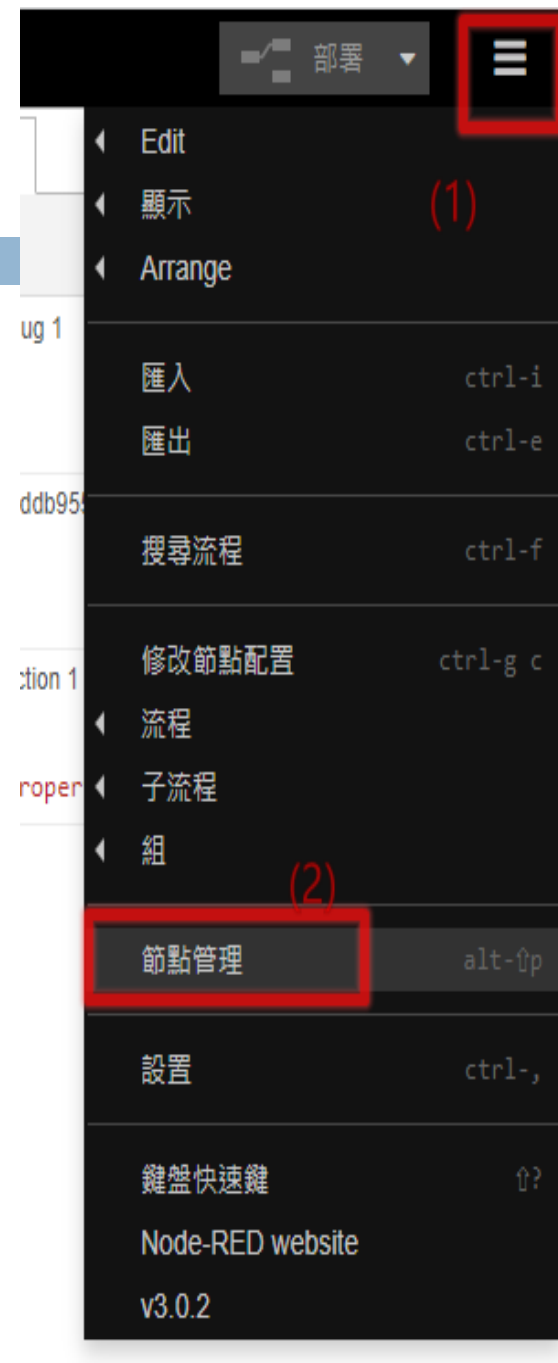 部署
Edit
顯示
(1)
Arrange
ug 1
匯入 ctrl-i
匯出 ctrl-e
ddb955
搜尋流程 ctrl-f
修改節點配置 ctrl-g c
ction 1
流程
roper
子流程
組
(2)
節點管理 alt-⇧p
設置 ctrl-,
鍵盤快速鍵 ⇧?
Node-RED website
v3.0.2